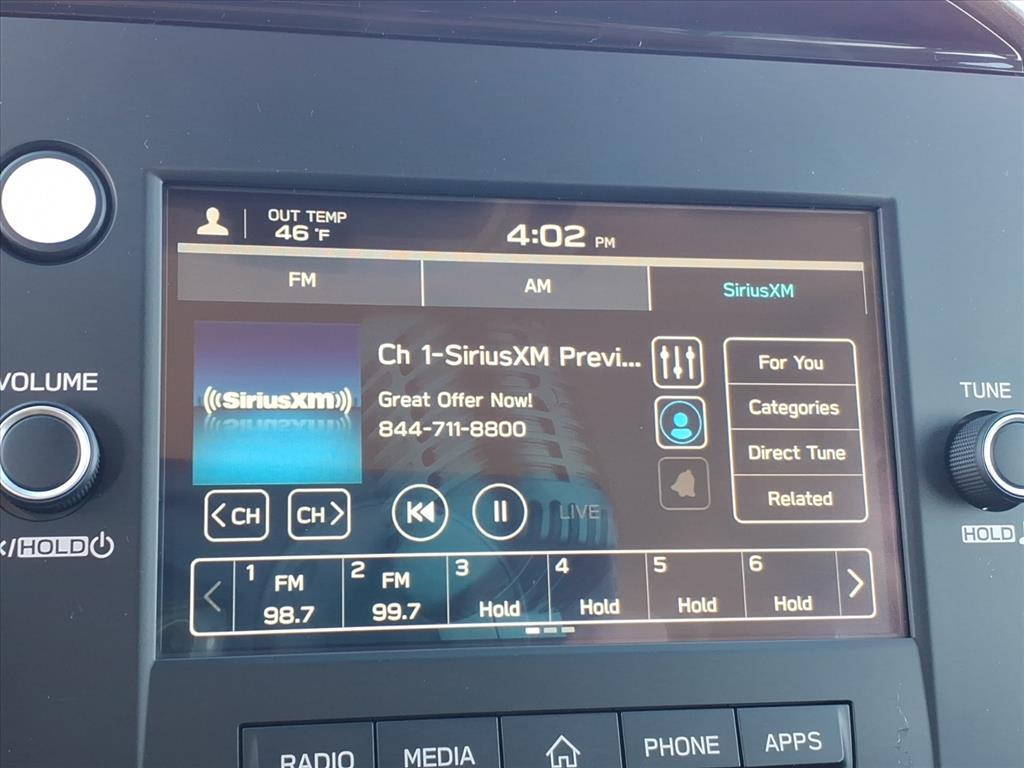 OUT TEMP
46 °F
4:02 PM
FM
AM
SiriusXM
((SiriusXM))
Ch 1-SiriusXM Previ...
Great Offer Now!
844-711-8800
For You
Categories
Direct Tune
Related
VOLUME
TUNE
<CH
CH>
LIVE
/HOLD
HOLD
1 FM 98.7
2 FM 99.7
3 Hold
4 Hold
5 Hold
6 Hold
RADIO
MEDIA
PHONE
APPS